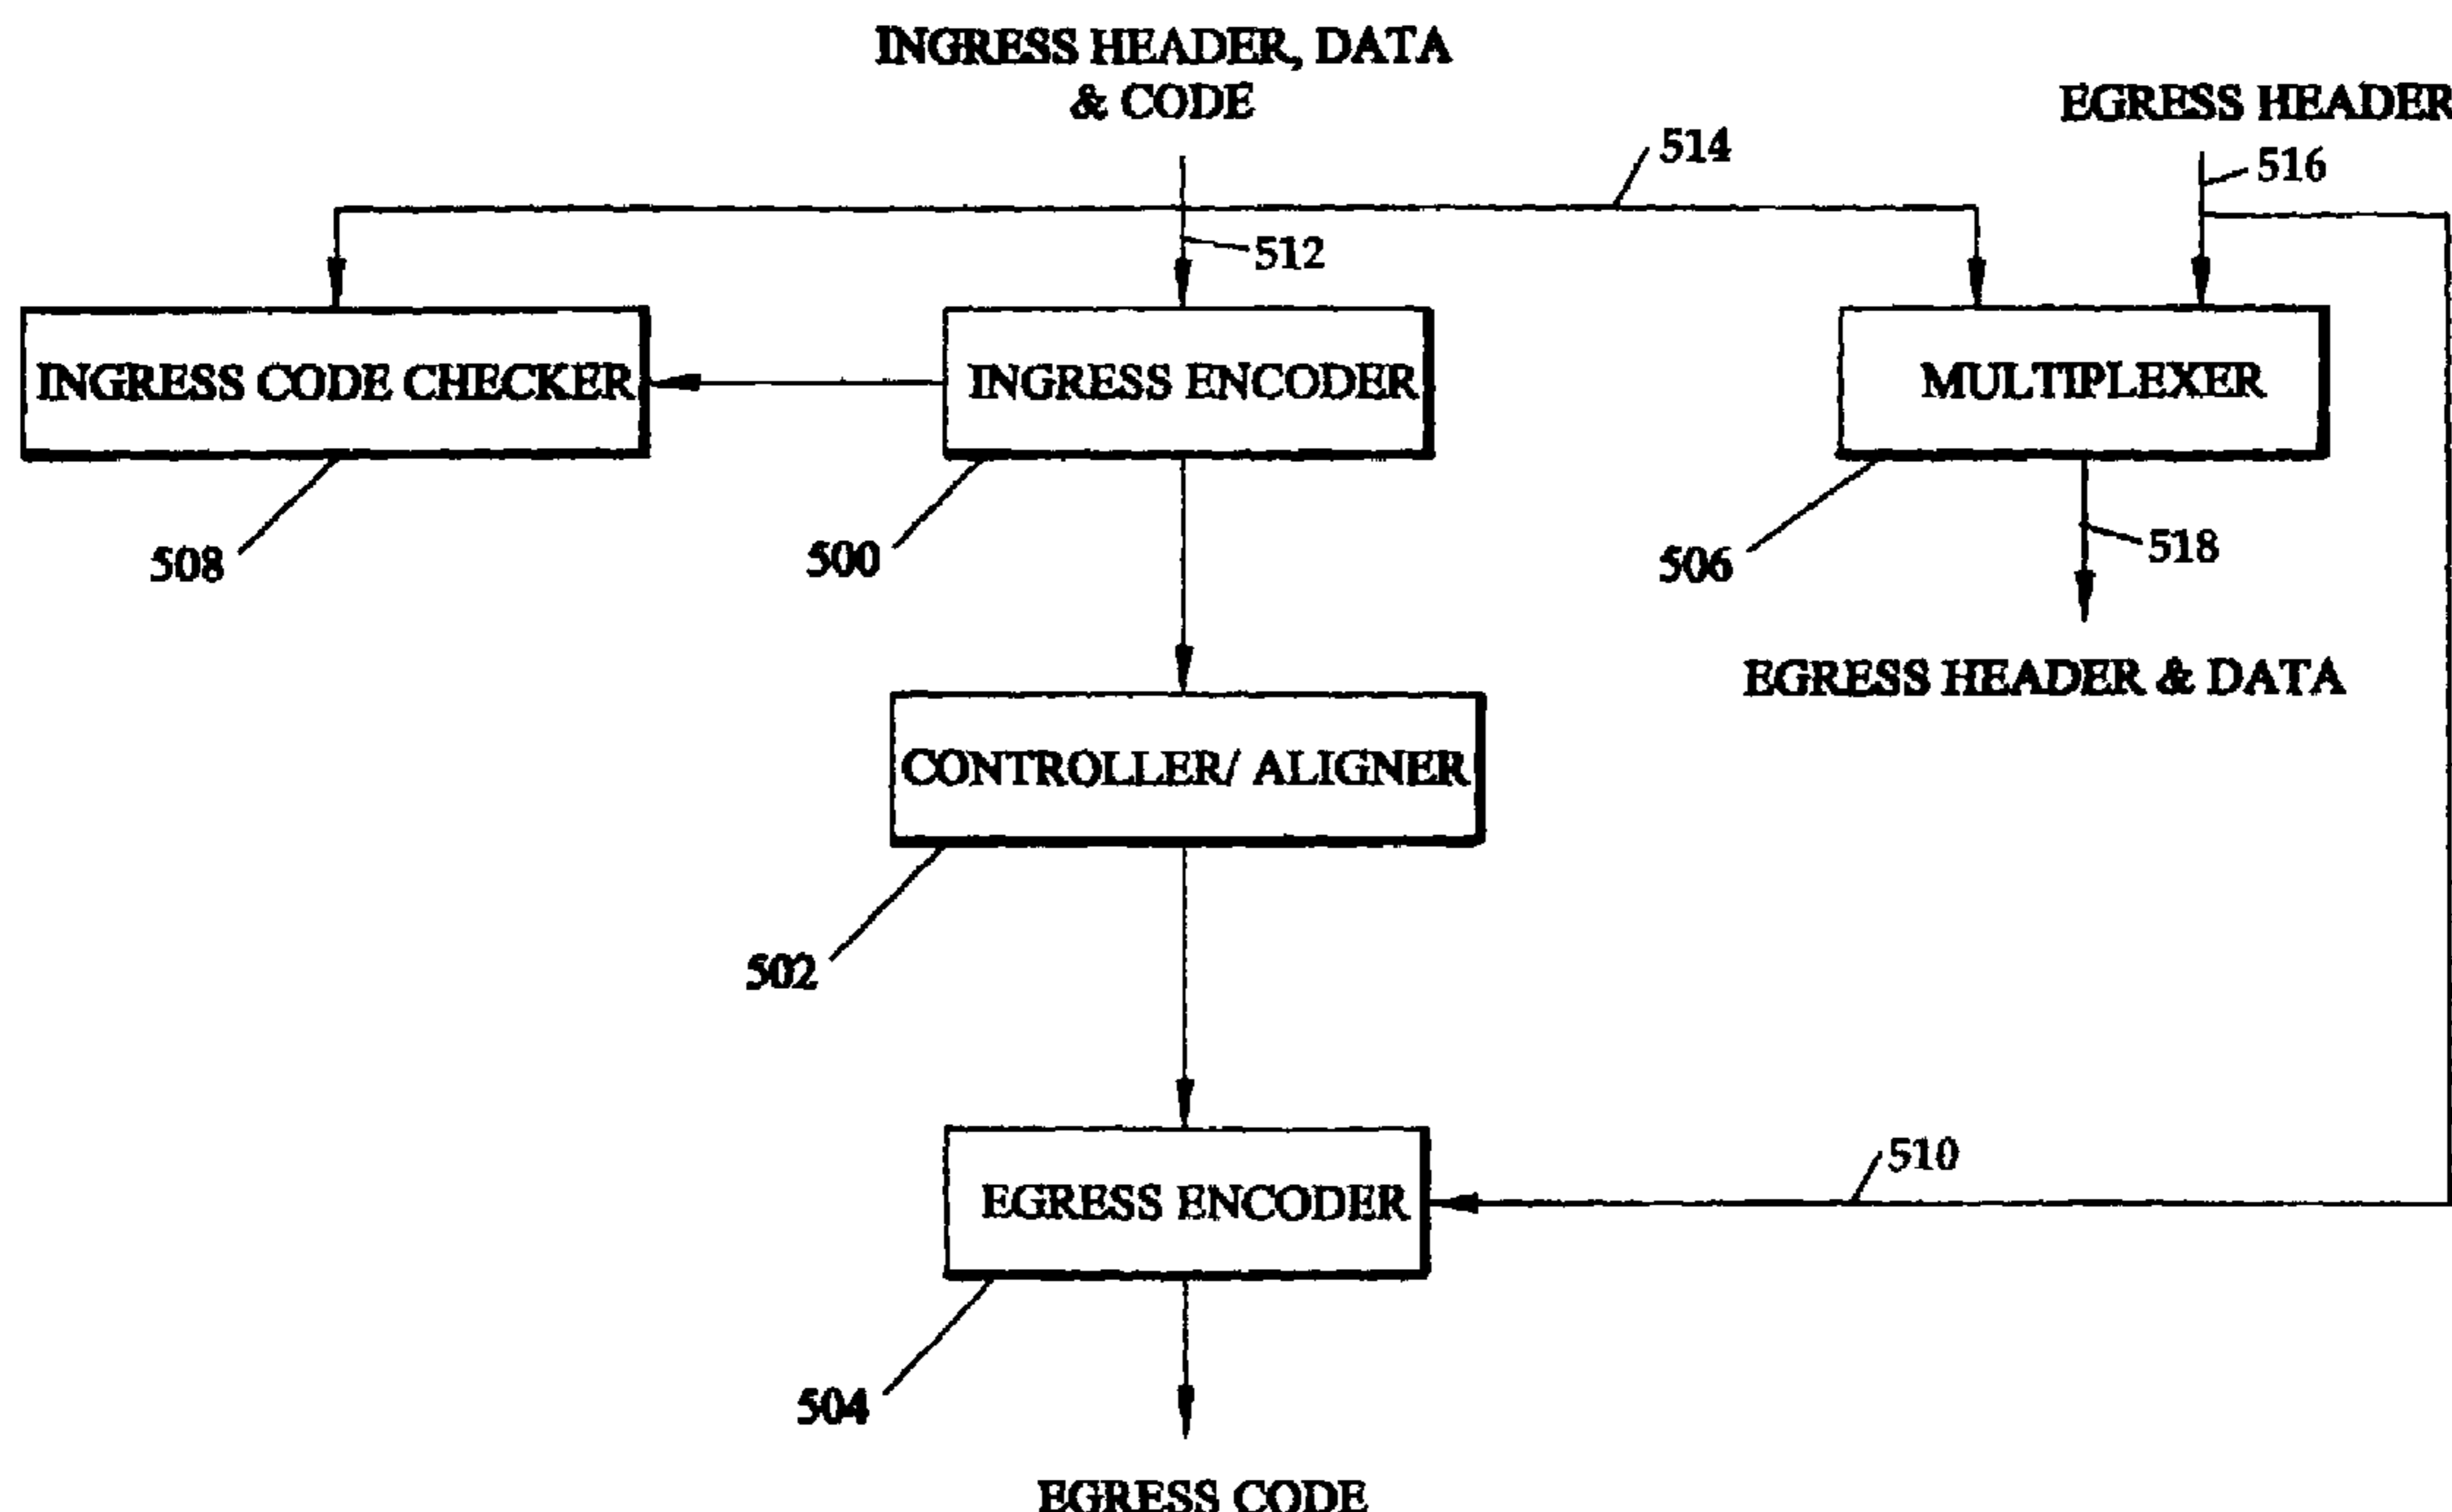 INGRESS HEADER, DATA
& CODE
EGRESS HEADER
514
516
512
INGRESS CODE CHECKER
INGRESS ENCODER
MULTIPLEXER
508
500
506
518
EGRESS HEADER & DATA
CONTROLLER/ ALIGNER
502
510
EGRESS ENCODER
504
EGRESS CODE